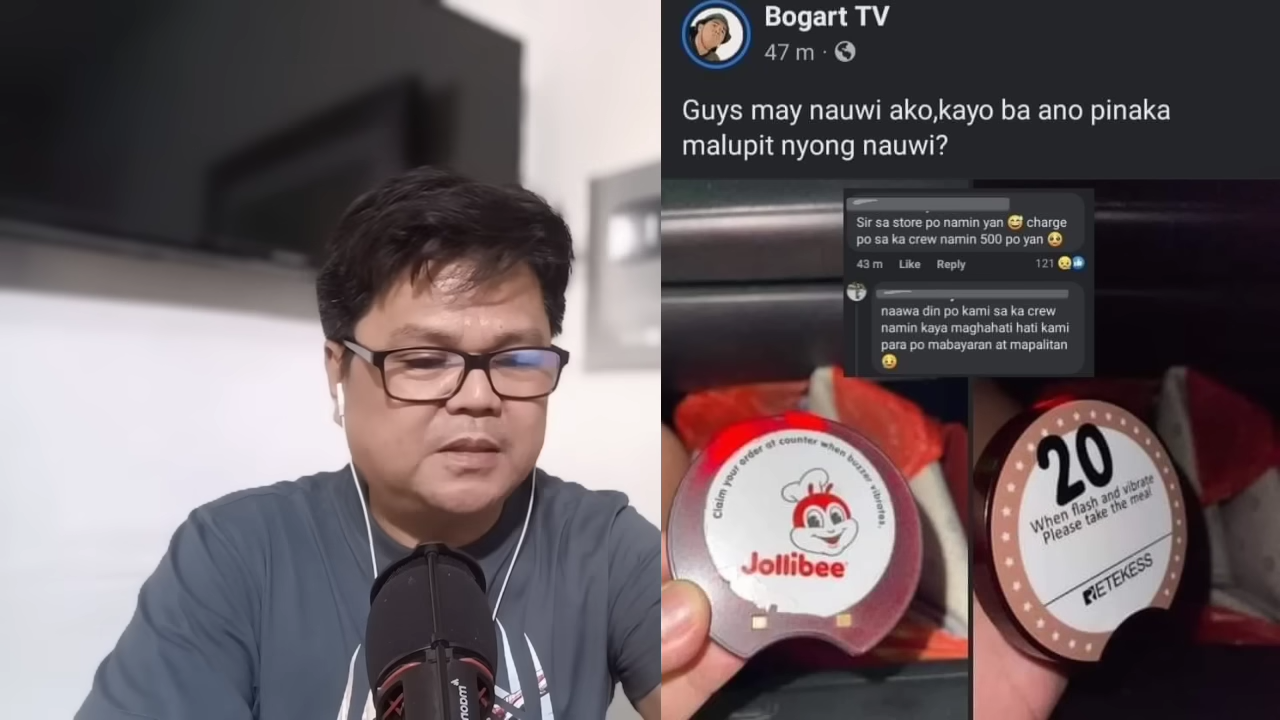 Bogart TV
47 m ·
Guys may nauwi ako,kayo ba ano pinaka
malupit nyong nauwi?
Sir sa store po namin yan 😅 charge
po sa ka crew namin 500 po yan 🥹
43 m Like Reply 121
naawa din po kami sa ka crew
namin kaya maghahati hati kami
para po mabayaran at mapalitan
😥
Claim your order at counter when buzzer vibrates.
Jollibee
20
When flash and vibrate
Please take the meal
RETEKESS
maono